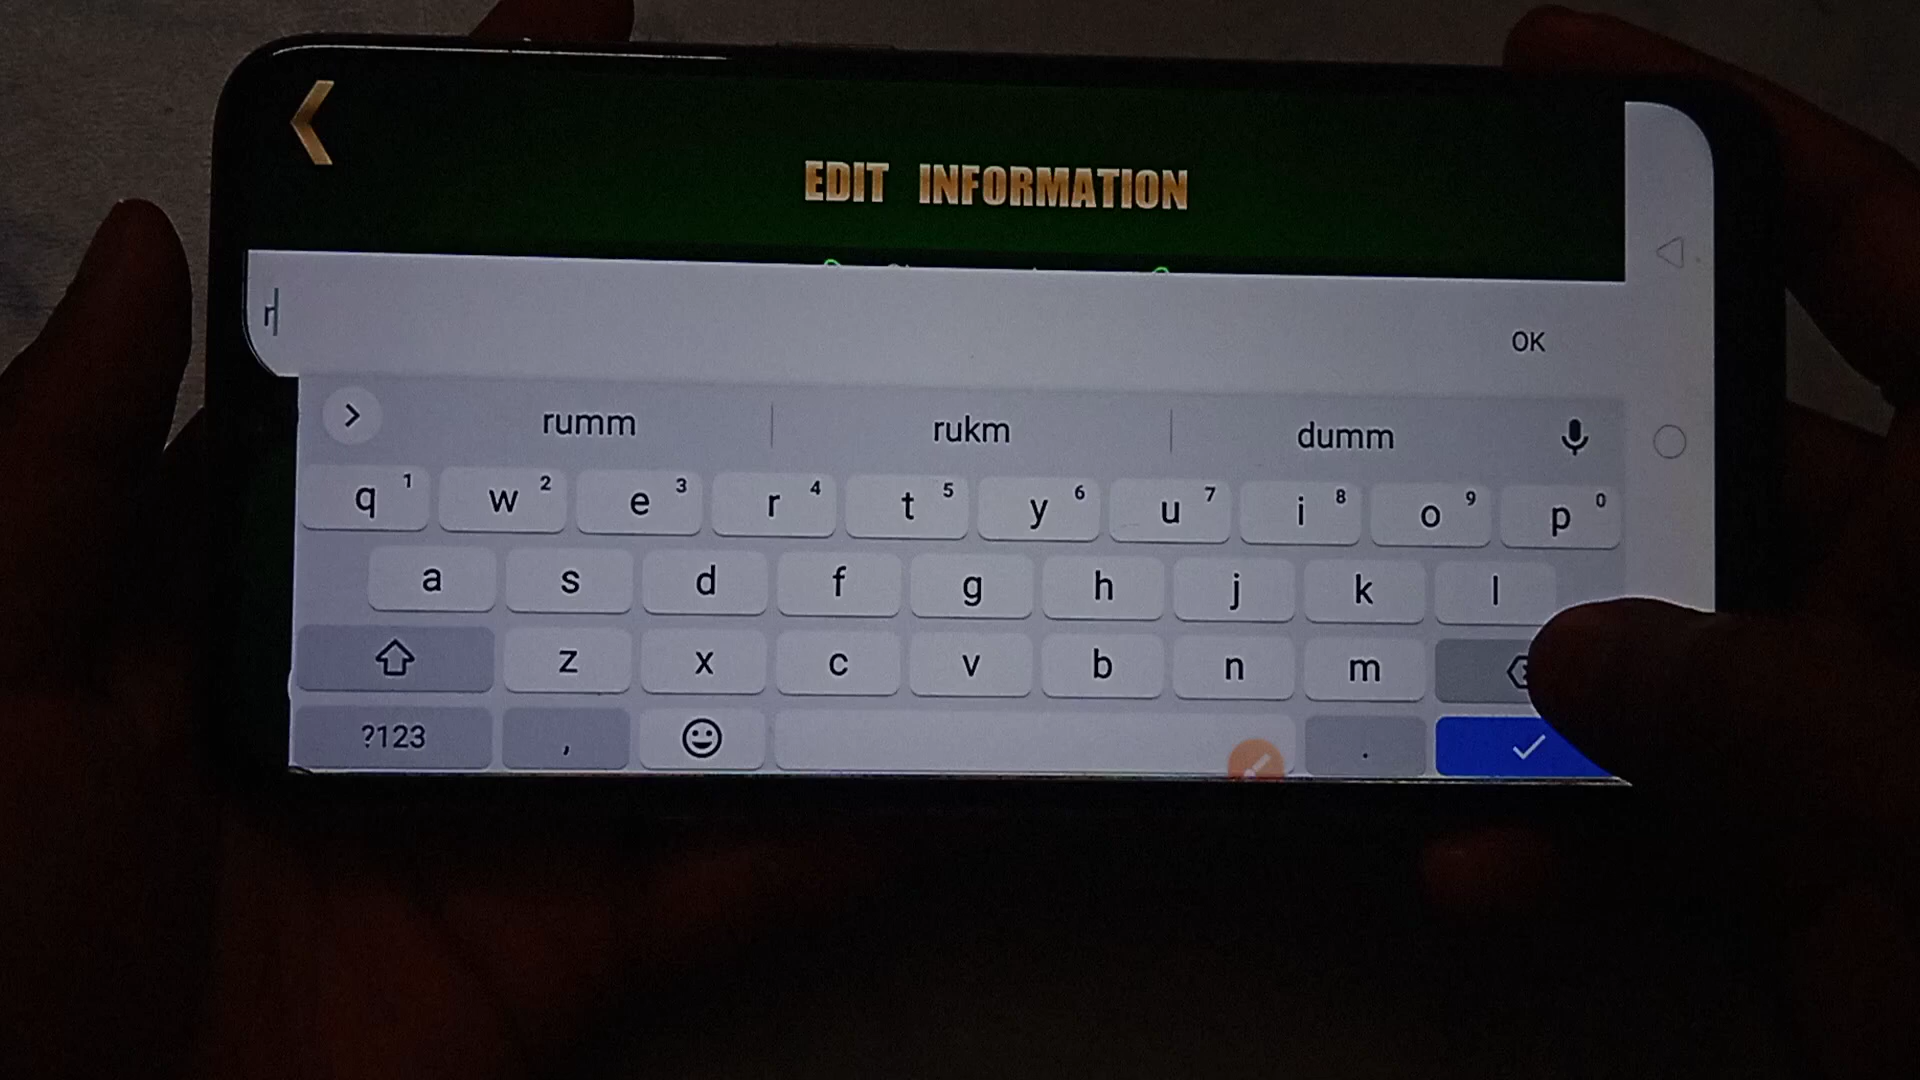 EDIT INFORMATION
r
OK
rumm rukm dumm
q 1 w 2 e 3 r 4 t 5 y 6 u 7 i 8 o 9 p 0
a s d f g h j k l
z x c v b n m
?123 , .